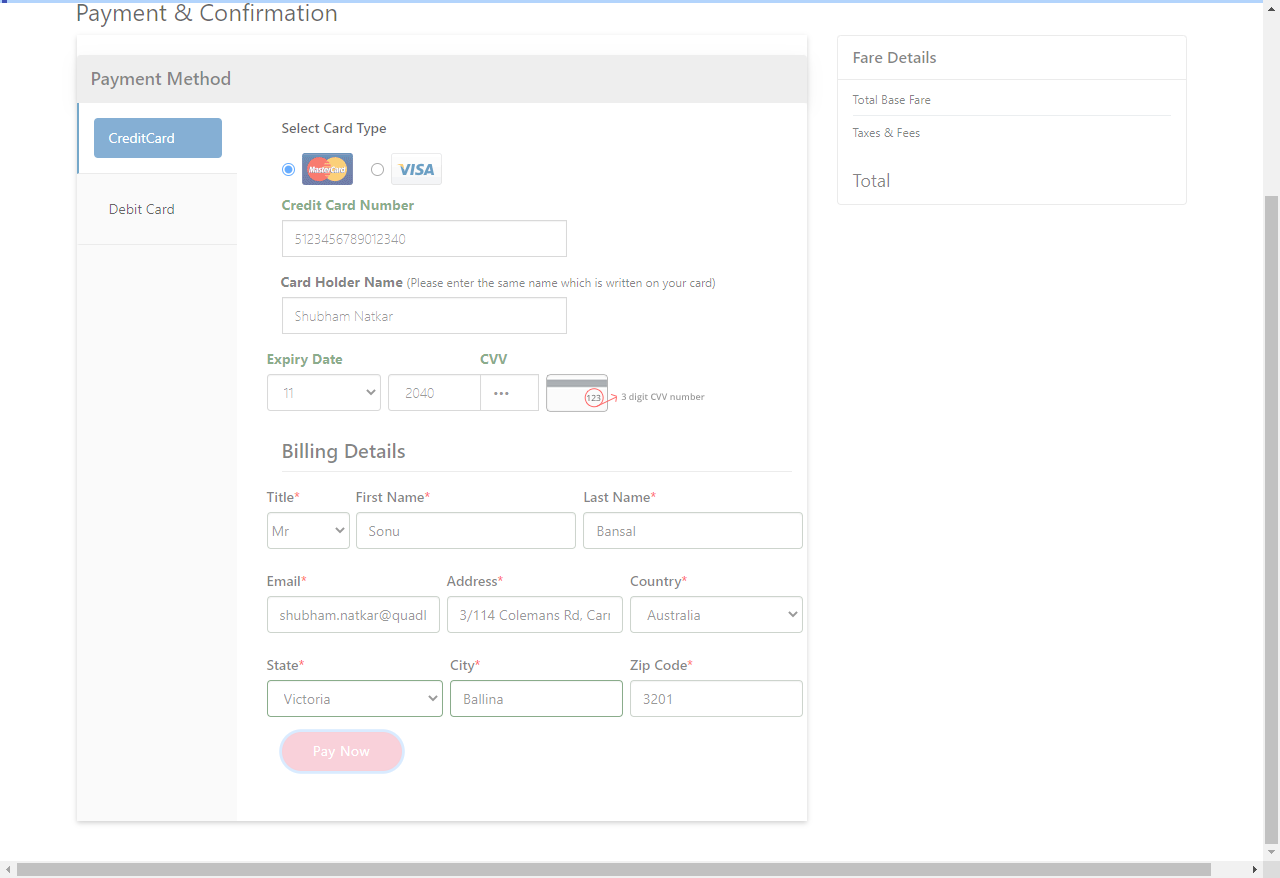 Payment & Confirmation
Payment Method
CreditCard
Debit Card
Select Card Type
MasterCard VISA
Credit Card Number
5123456789012340
Card Holder Name (Please enter the same name which is written on your card)
Shubham Natkar
Expiry Date CVV
11 2040 ••• 123 3 digit CVV number
Billing Details
Title* First Name* Last Name*
Mr Sonu Bansal
Email* Address* Country*
shubham.natkar@quadl 3/114 Colemans Rd, Carr Australia
State* City* Zip Code*
Victoria Ballina 3201
Pay Now
Fare Details
Total Base Fare
Taxes & Fees
Total